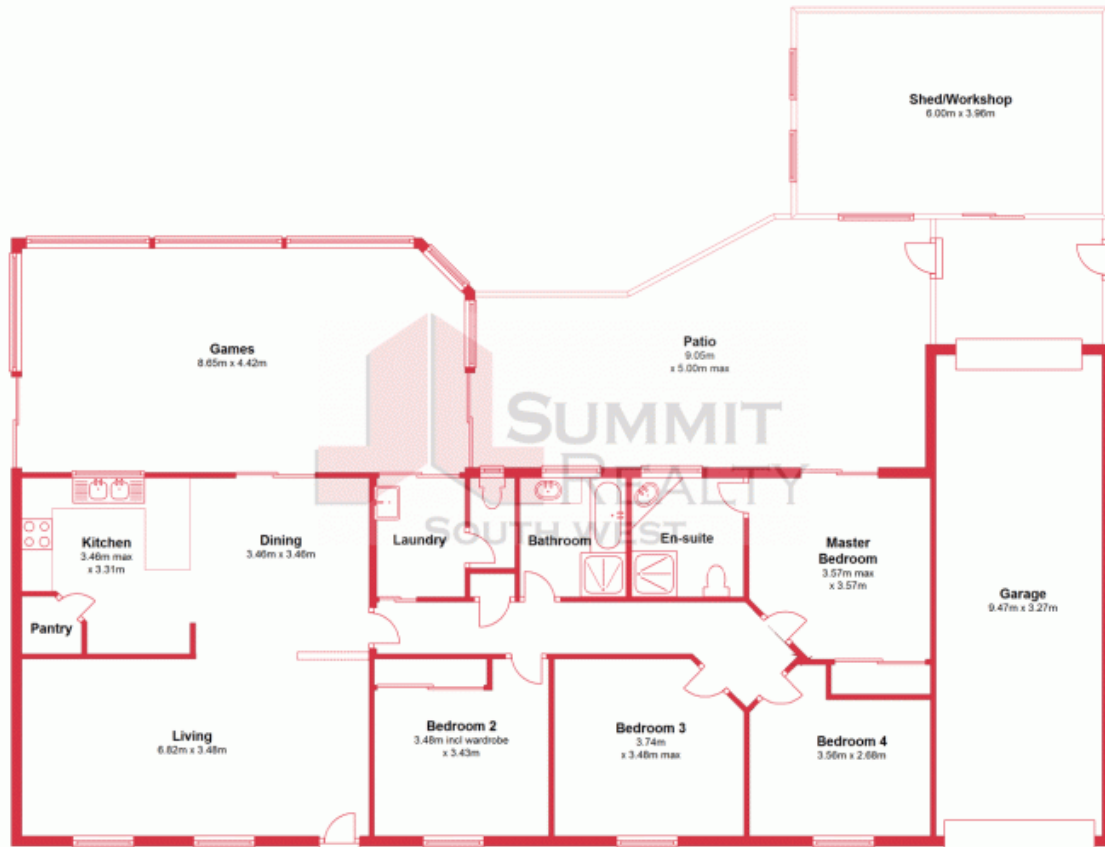 Shed/Workshop
6.00m x 3.96m
Games
8.65m x 4.42m
Patio
9.05m
x 5.00m max
SUMMIT
REALTY
SOUTH WEST
Kitchen
3.46m max
x 3.31m
Dining
3.46m x 3.46m
Laundry
Bathroom
En-suite
Master
Bedroom
3.57m max
x 3.57m
Garage
9.47m x 3.27m
Pantry
Living
6.82m x 3.48m
Bedroom 2
3.48m incl wardrobe
x 3.43m
Bedroom 3
3.74m
x 3.48m max
Bedroom 4
3.56m x 2.68m